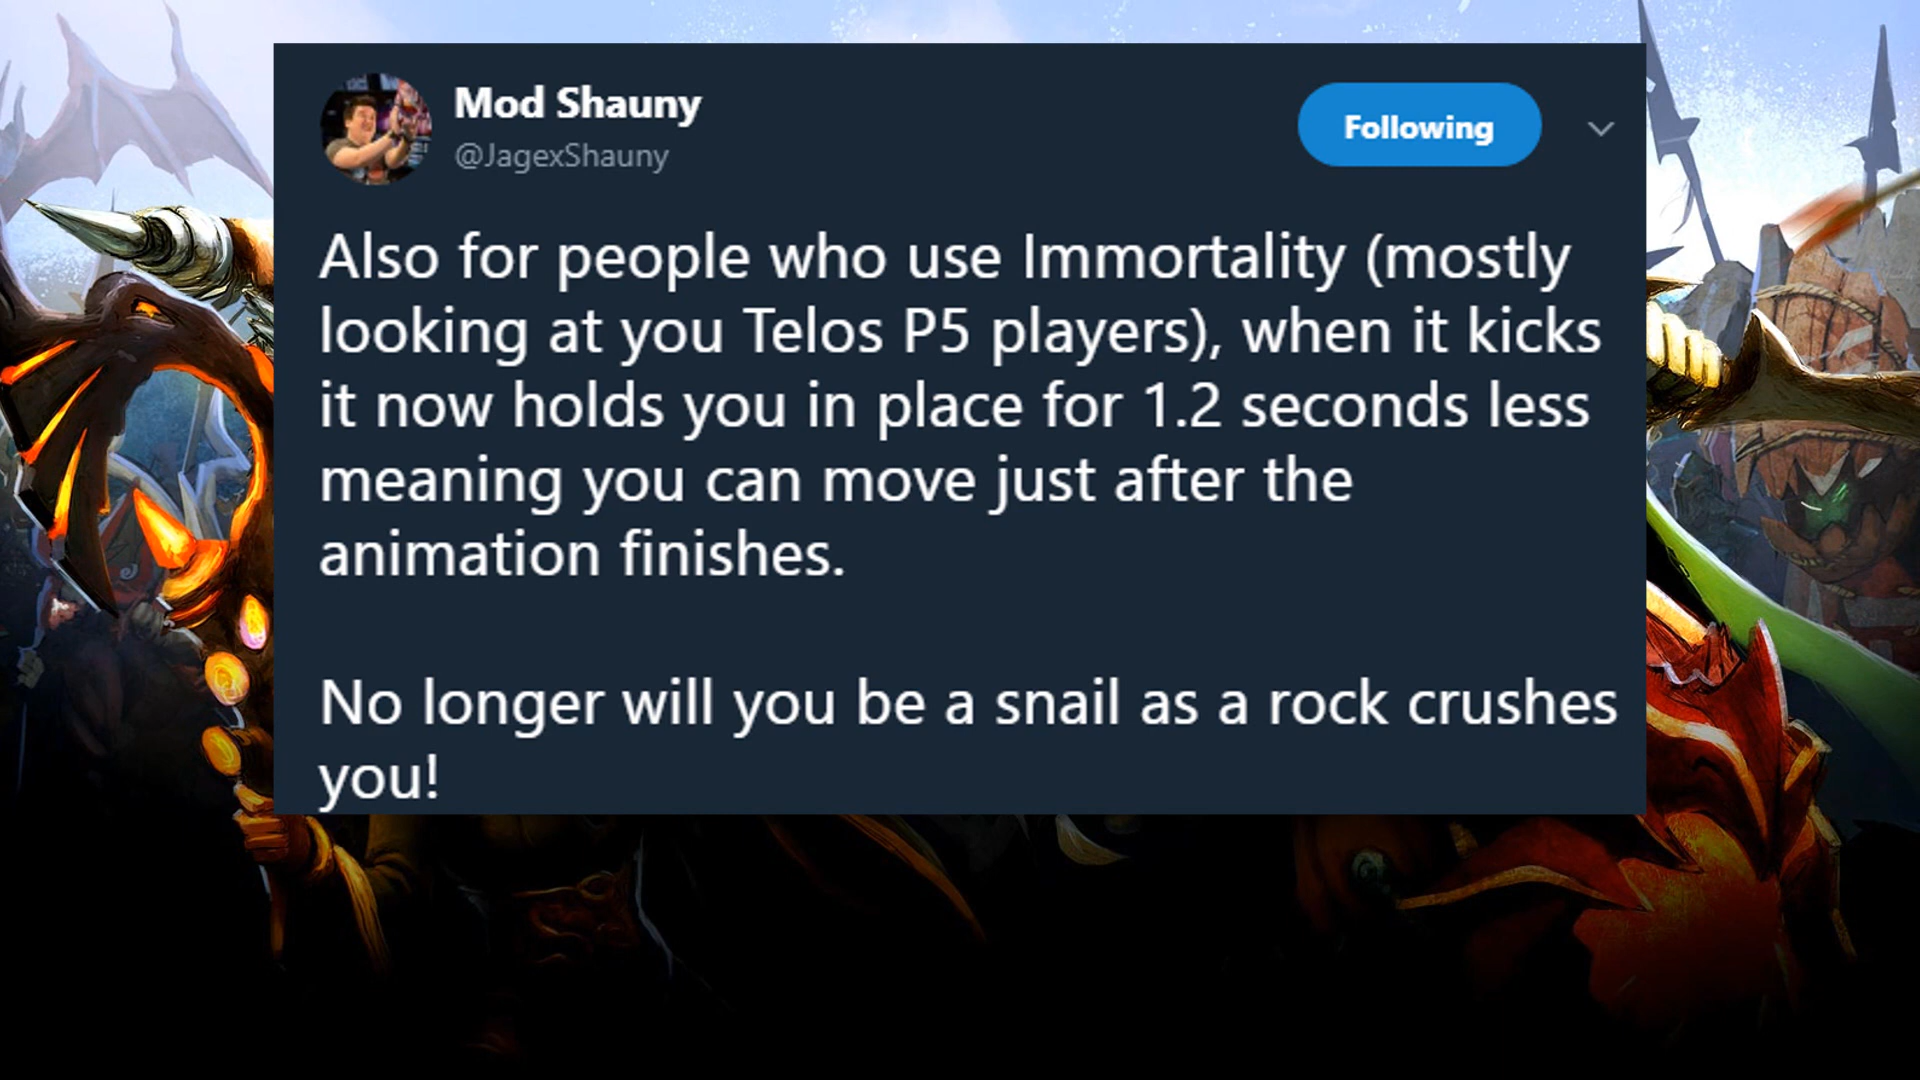 Mod Shauny
@JagexShauny
Following
Also for people who use Immortality (mostly
looking at you Telos P5 players), when it kicks
it now holds you in place for 1.2 seconds less
meaning you can move just after the
animation finishes.
No longer will you be a snail as a rock crushes
you!